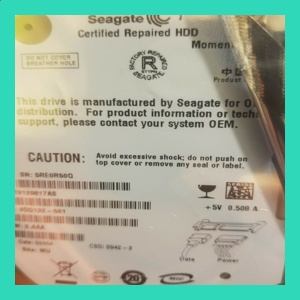 Seagate
Certified Repaired HDD
Momen
DO NOT COVER
BREATHER HOLE
FACTORY REPAIRED
SEAGATE
This drive is manufactured by Seagate for O
distribution. For product information or tech
support, please contact your system OEM.
CAUTION: Avoid excessive shock; do not push on
top cover or remove any seal or label.
+5V 0.500 A
Data
Power